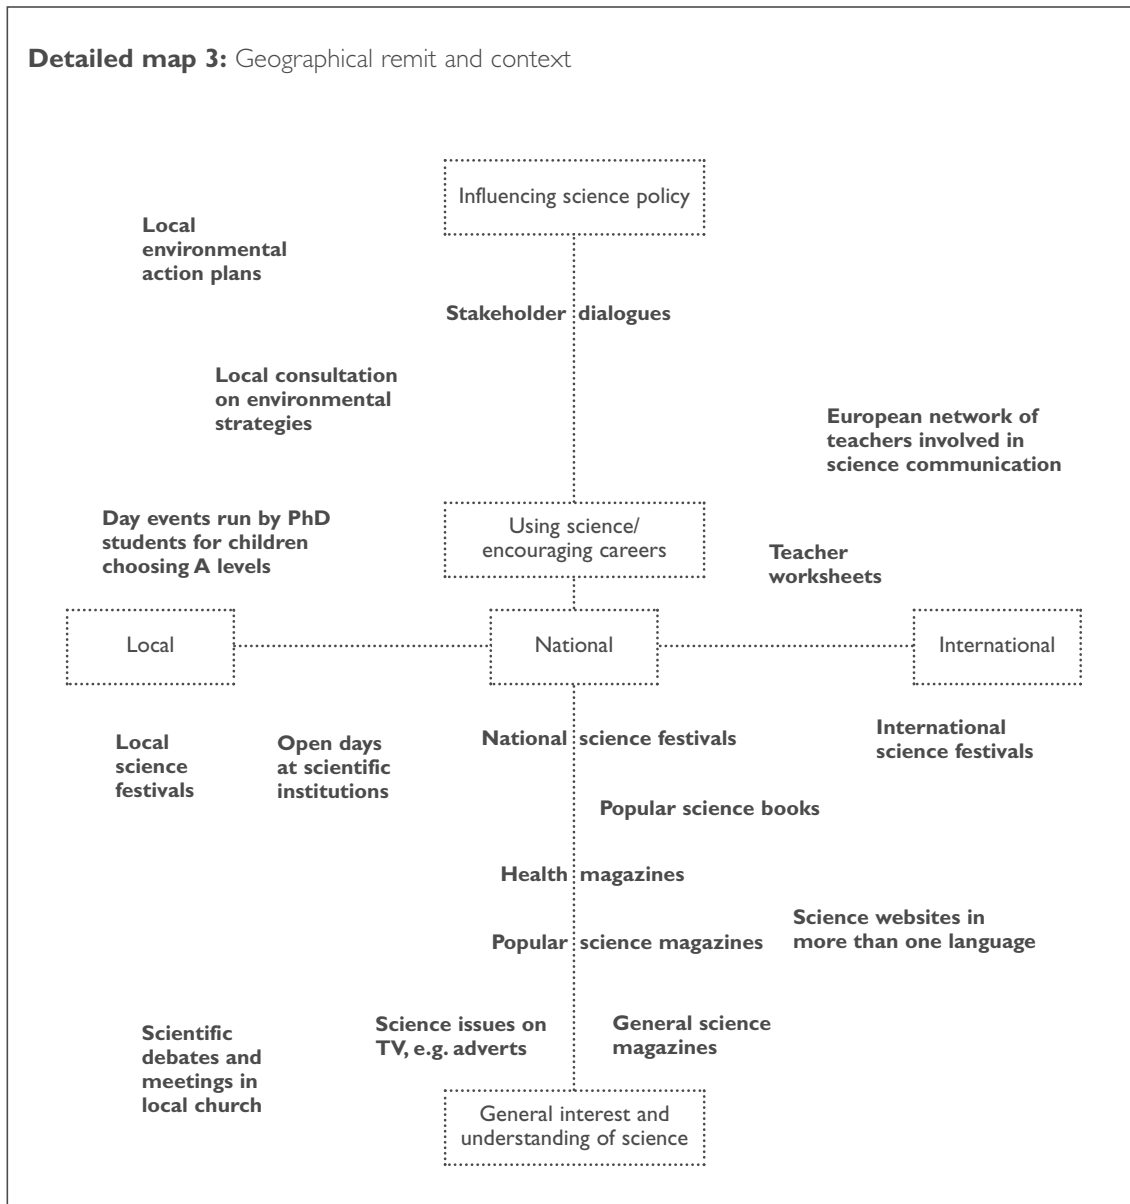 Detailed map 3: Geographical remit and context
Influencing science policy
Local
environmental
action plans
Stakeholder dialogues
Local consultation
on environmental
strategies
European network of
teachers involved in
science communication
Day events run by PhD
students for children
choosing A levels
Using science/
encouraging careers
Teacher
worksheets
Local
National
International
Local
science
festivals
Open days
at scientific
institutions
National science festivals
International
science festivals
Popular science books
Health magazines
Popular science magazines
Science websites in
more than one language
Scientific
debates and
meetings in
local church
Science issues on
TV, e.g. adverts
General science
magazines
General interest and
understanding of science